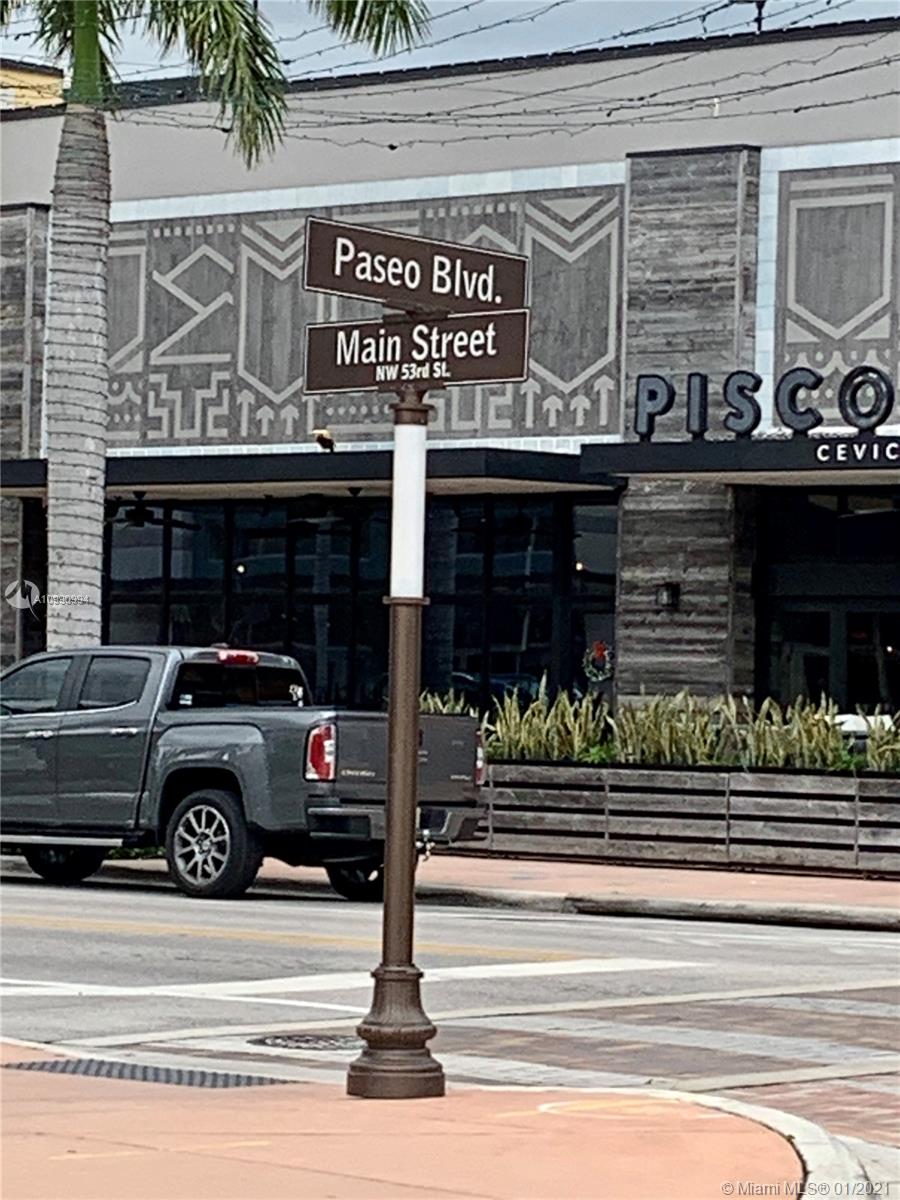 Paseo Blvd.
Main Street
NW 53rd St.
PISCO
CEVIC
© Miami MLS® 01/2021